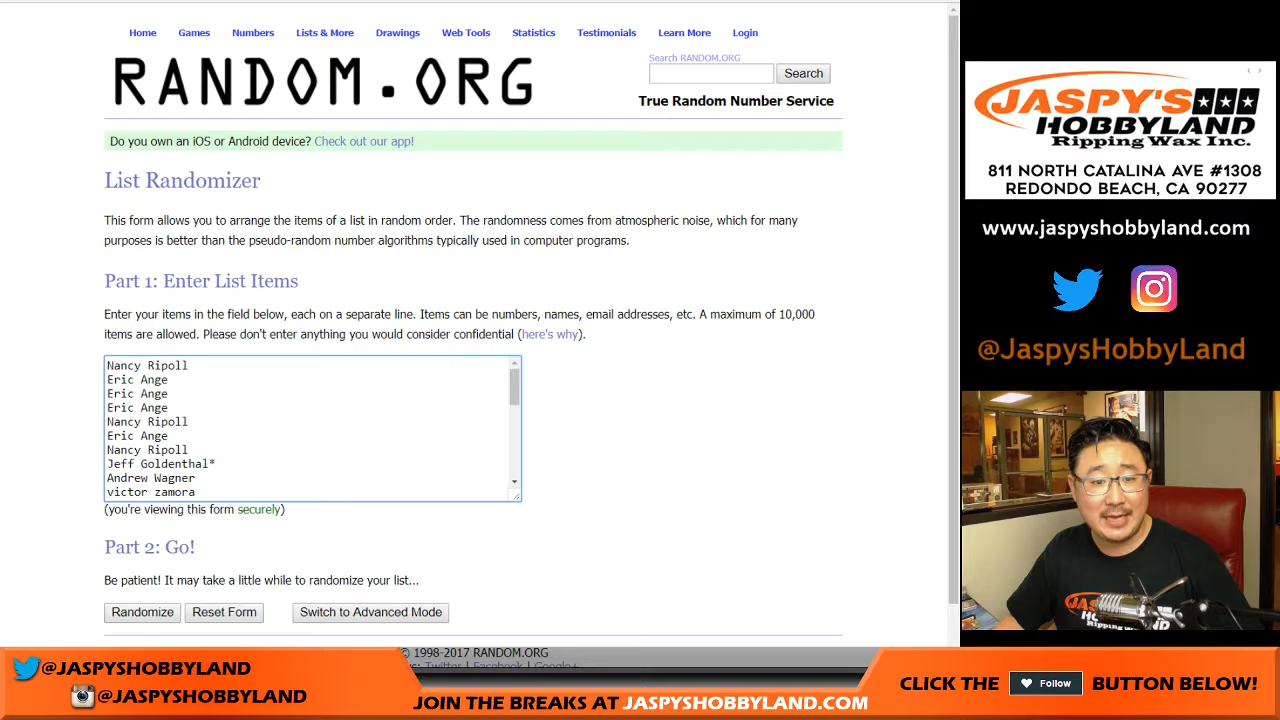 Home Games Numbers Lists & More Drawings Web Tools Statistics Testimonials Learn More Login
RANDOM.ORG
Search RANDOM.ORG
Search
True Random Number Service
Do you own an iOS or Android device? Check out our app!
List Randomizer
This form allows you to arrange the items of a list in random order. The randomness comes from atmospheric noise, which for many
purposes is better than the pseudo-random number algorithms typically used in computer programs.
Part 1: Enter List Items
Enter your items in the field below, each on a separate line. Items can be numbers, names, email addresses, etc. A maximum of 10,000
items are allowed. Please don't enter anything you would consider confidential (here's why).
Nancy Ripoll
Eric Ange
Eric Ange
Eric Ange
Nancy Ripoll
Eric Ange
Nancy Ripoll
Jeff Goldenthal*
Andrew Wagner
victor zamora
(you're viewing this form securely)
Part 2: Go!
Be patient! It may take a little while to randomize your list...
Randomize Reset Form Switch to Advanced Mode
© 1998-2017 RANDOM.ORG
Twitter | Facebook | Google+
JASPY'S
HOBBYLAND
Ripping Wax Inc.
811 NORTH CATALINA AVE #1308
REDONDO BEACH, CA 90277
www.jaspyshobbyland.com
@JaspysHobbyLand
HOBBYLAND
Ripping Wax
@JASPYSHOBBYLAND
@JASPYSHOBBYLAND
JOIN THE BREAKS AT JASPYSHOBBYLAND.COM
CLICK THE Follow BUTTON BELOW!